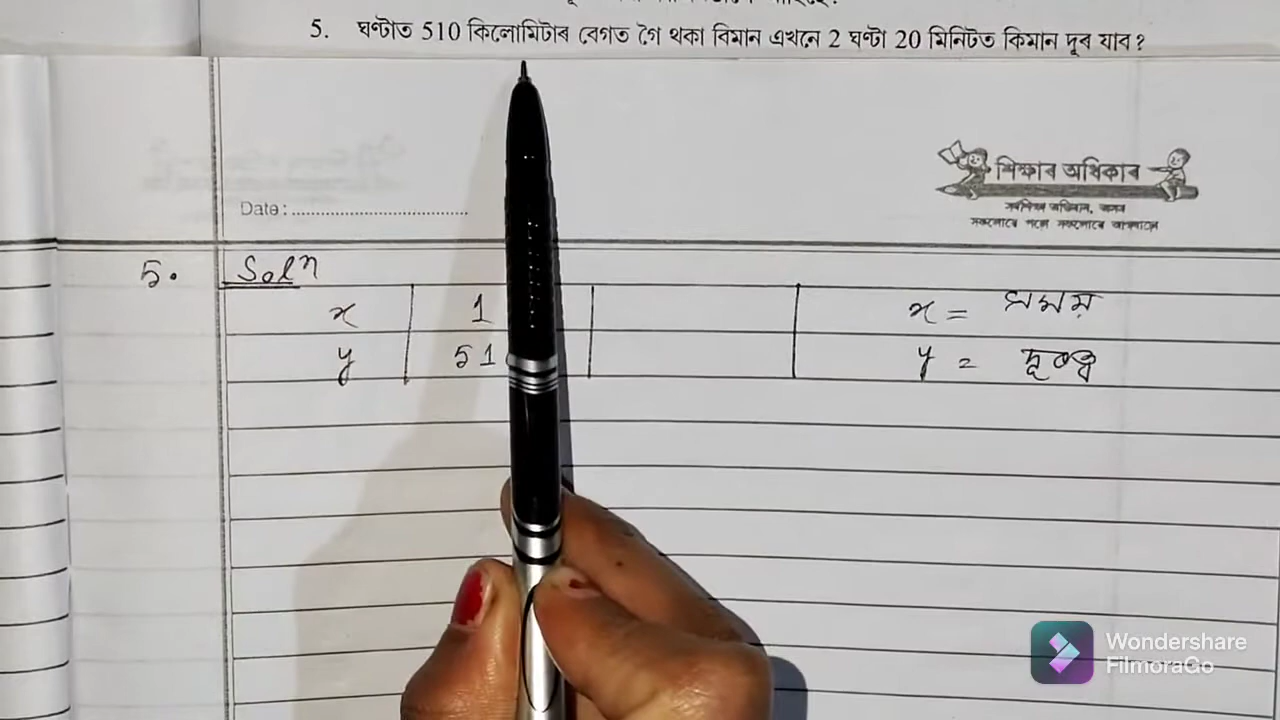 5. ঘণ্টাত 510 কিলোমিটাৰ বেগত গৈ থকা বিমান এখনে 2 ঘণ্টা 20 মিনিটত কিমান দূৰ যাব ?
শিক্ষাৰ অধিকাৰ
Date :
5. Solⁿ
x 1 x = সময়
y 51 y = দূৰত্ব
Wondershare
FilmoraGo